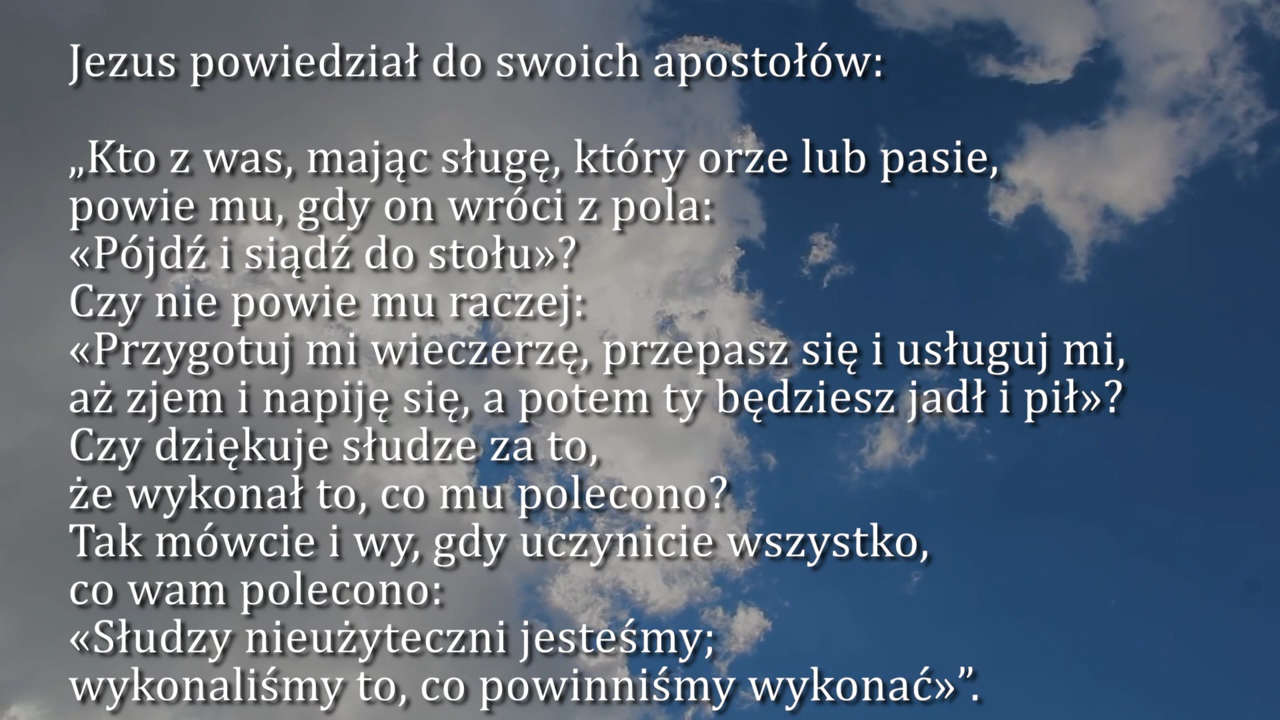 Jezus powiedział do swoich apostołów:
„Kto z was, mając sługę, który orze lub pasie,
powie mu, gdy on wróci z pola:
«Pójdź i siądź do stołu»?
Czy nie powie mu raczej:
«Przygotuj mi wieczerzę, przepasz się i usługuj mi,
aż zjem i napiję się, a potem ty będziesz jadł i pił»?
Czy dziękuje słudze za to,
że wykonał to, co mu polecono?
Tak mówcie i wy, gdy uczynicie wszystko,
co wam polecono:
«Słudzy nieużyteczni jesteśmy;
wykonaliśmy to, co powinniśmy wykonać»”.